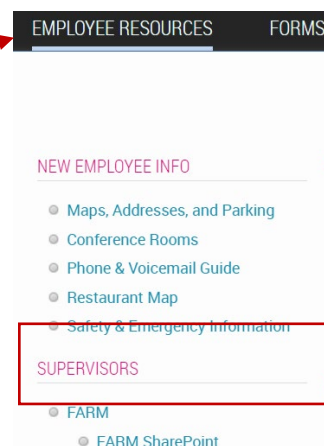 EMPLOYEE RESOURCES FORMS
NEW EMPLOYEE INFO
Maps, Addresses, and Parking
Conference Rooms
Phone & Voicemail Guide
Restaurant Map
Safety & Emergency Information
SUPERVISORS
FARM
FARM SharePoint